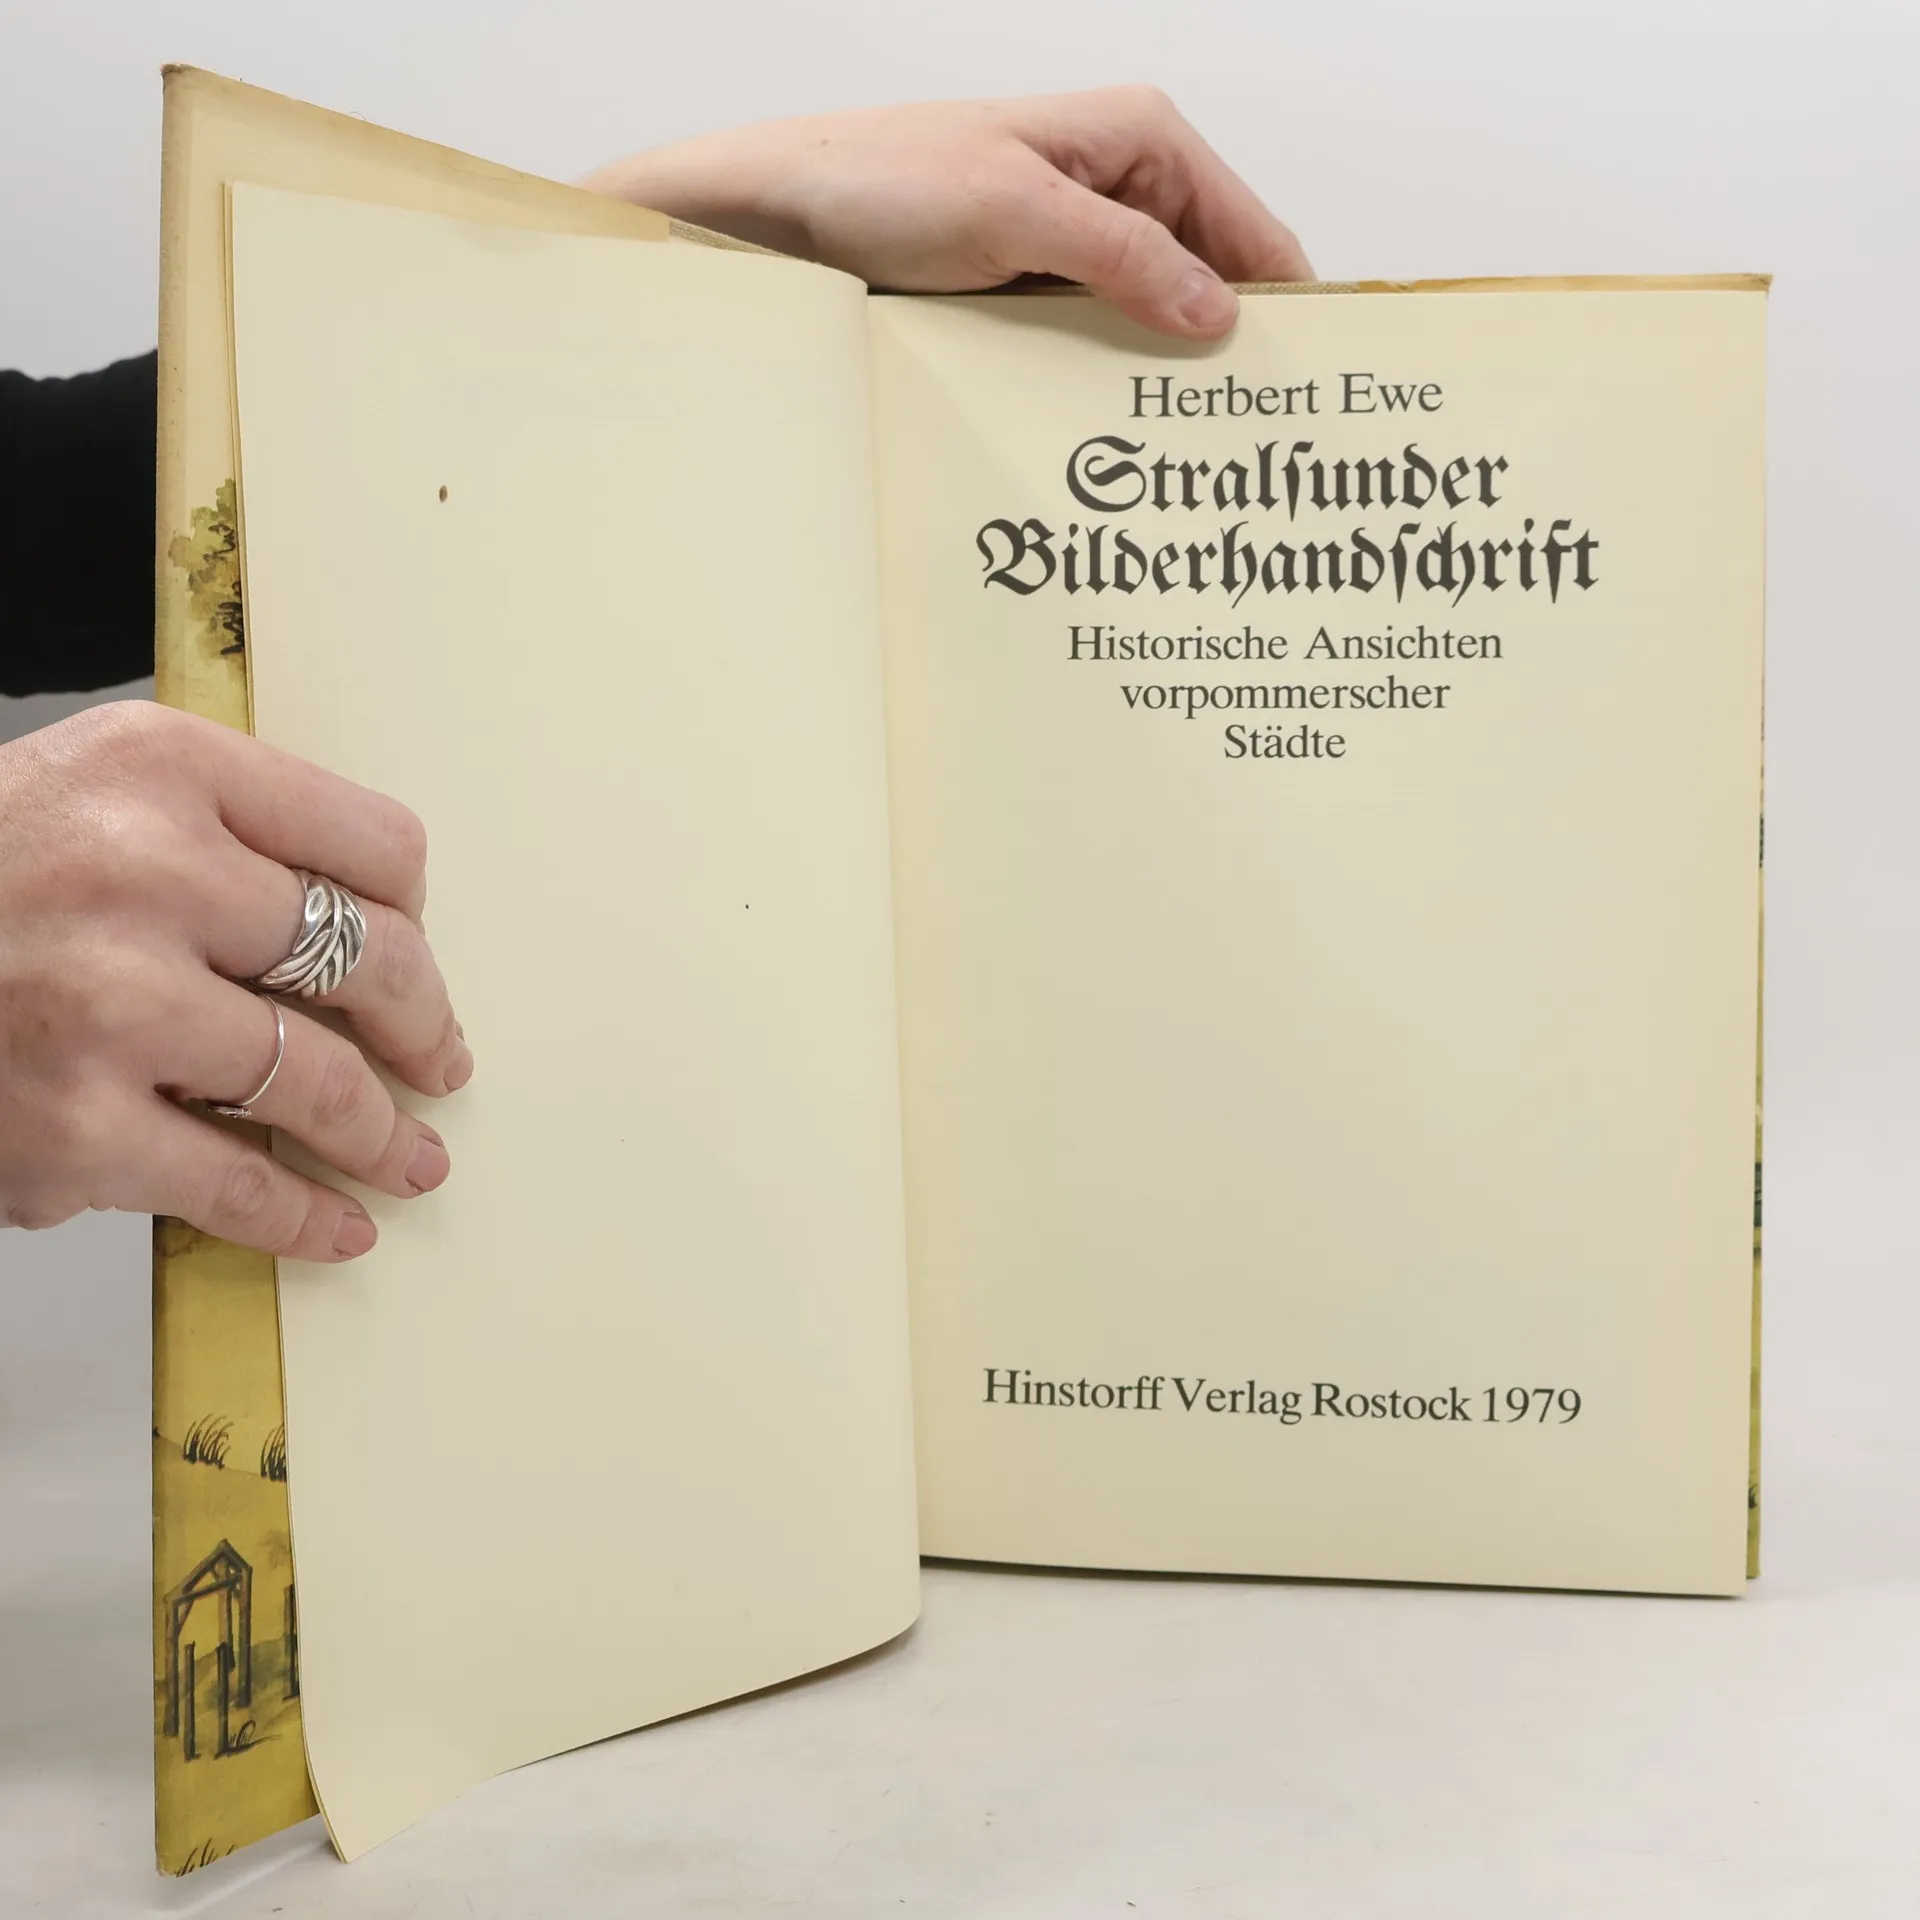 Herbert Ewe
Stralſunder
Bilderhandſchrift
Historische Ansichten
vorpommerscher
Städte
Hinstorff Verlag Rostock 1979